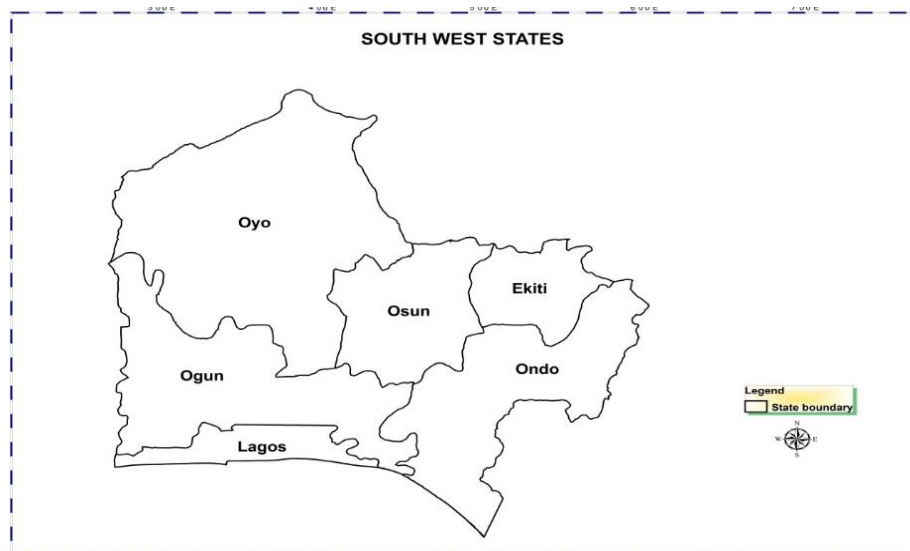 SOUTH WEST STATES
Oyo
Ekiti
Osun
Ondo
Ogun
Lagos
Legend
State boundary
N
W E
S